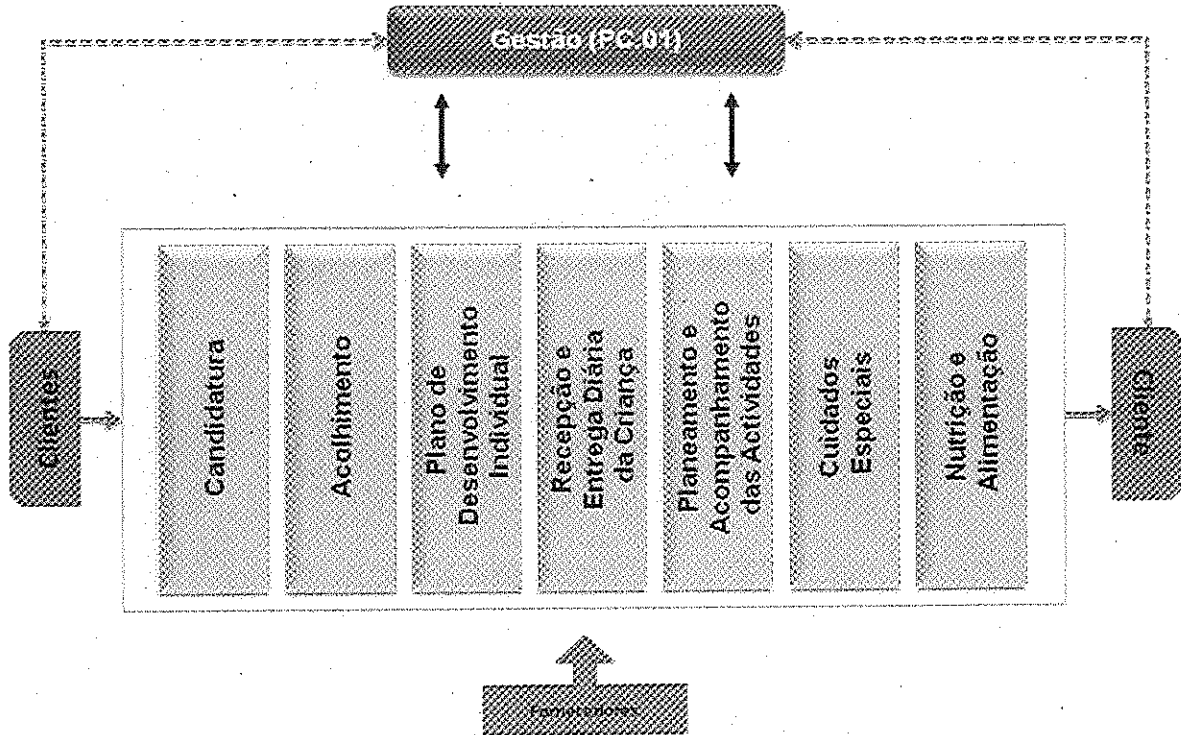 Gestão (PC.01)
Clientes
Candidatura
Acolhimento
Plano de
Desenvolvimento
Individual
Recepção e
Entrega Diária
da Criança
Planeamento e
Acompanhamento
das Actividades
Cuidados
Especiais
Nutrição e
Alimentação
Cliente
Fornecedores